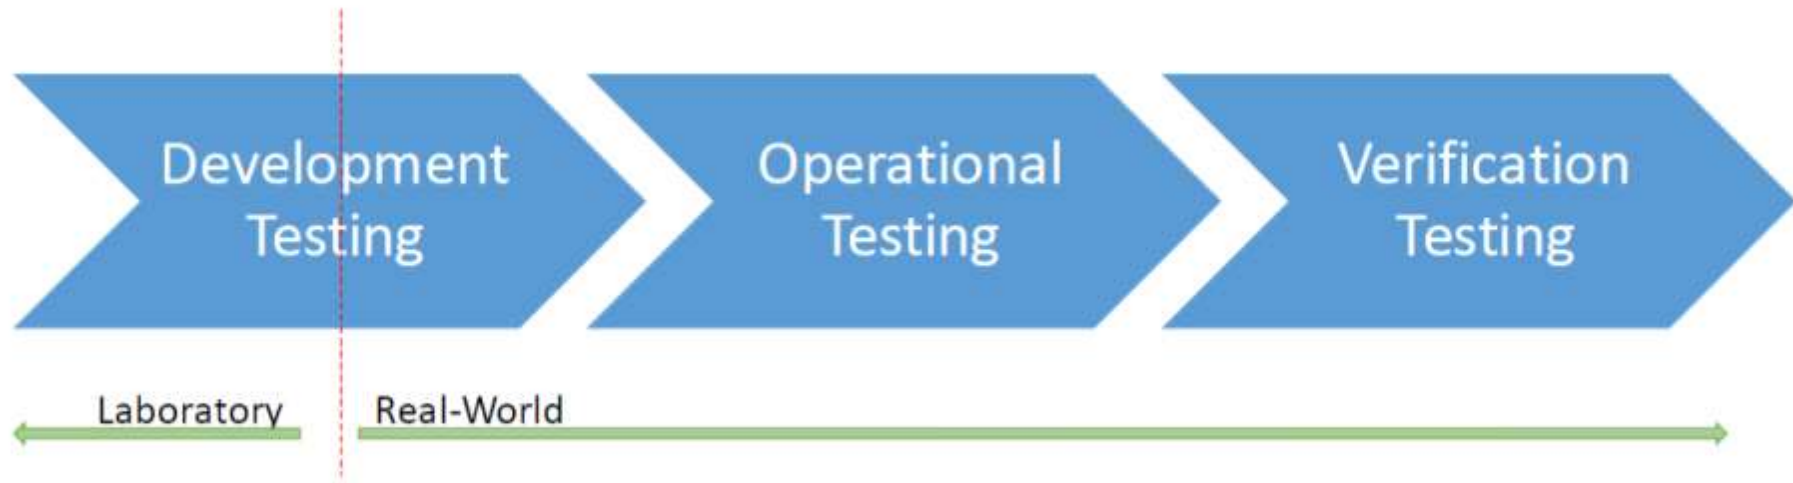 Development
Testing
Operational
Testing
Verification
Testing
Laboratory
Real-World